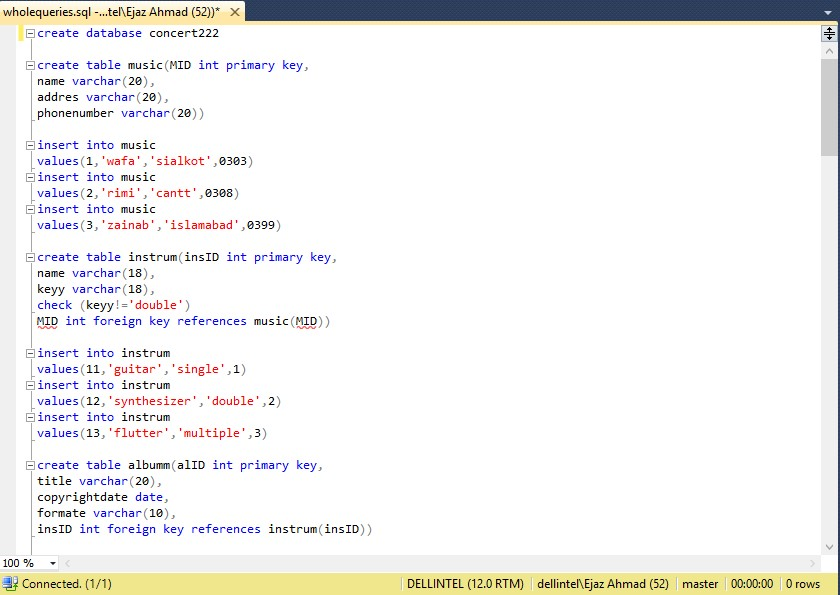 wholequeries.sql -...tel\Ejaz Ahmad (52))*
create database concert222
create table music(MID int primary key,
name varchar(20),
addres varchar(20),
phonenumber varchar(20))
insert into music
values(1,'wafa','sialkot',0303)
insert into music
values(2,'rimi','cantt',0308)
insert into music
values(3,'zainab','islamabad',0399)
create table instrum(insID int primary key,
name varchar(18),
keyy varchar(18),
check (keyy!='double')
MID int foreign key references music(MID))
insert into instrum
values(11,'guitar','single',1)
insert into instrum
values(12,'synthesizer','double',2)
insert into instrum
values(13,'flutter','multiple',3)
create table albumm(alID int primary key,
title varchar(20),
copyrightdate date,
formate varchar(10),
insID int foreign key references instrum(insID))
100 %
Connected. (1/1) DELLINTEL (12.0 RTM) dellintel\Ejaz Ahmad (52) master 00:00:00 0 rows